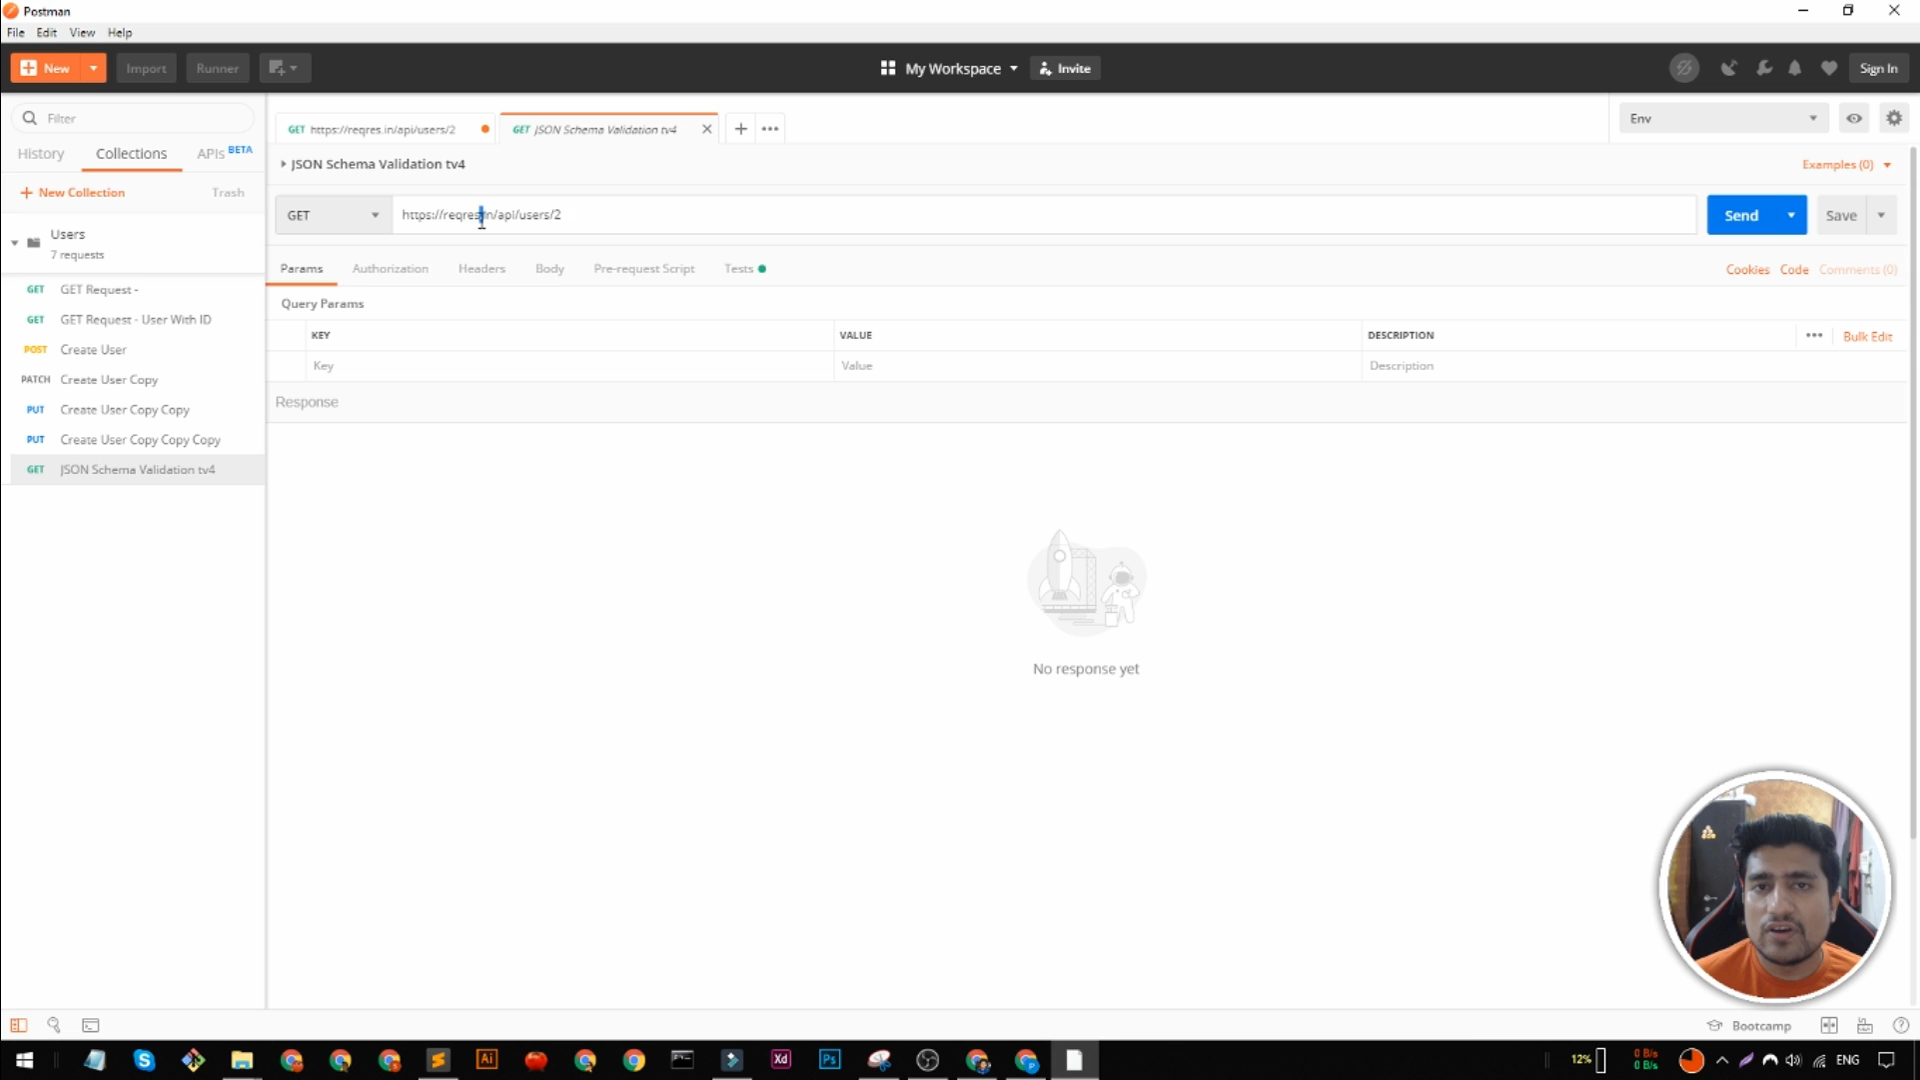 Postman
File Edit View Help
New Import Runner My Workspace Invite Sign In
Filter
History Collections APIs BETA
New Collection Trash
Users
7 requests
GET GET Request -
GET GET Request - User With ID
POST Create User
PATCH Create User Copy
PUT Create User Copy Copy
PUT Create User Copy Copy Copy
GET JSON Schema Validation tv4
GET https://reqres.in/api/users/2 GET JSON Schema Validation tv4 Env
JSON Schema Validation tv4 Examples (0)
GET https://reqres.in/api/users/2 Send Save
Params Authorization Headers Body Pre-request Script Tests Cookies Code Comments (0)
Query Params
KEY VALUE DESCRIPTION Bulk Edit
Key Value Description
Response
No response yet
Bootcamp
Ai Xd Ps 12% 0 B/s ENG
0 B/s